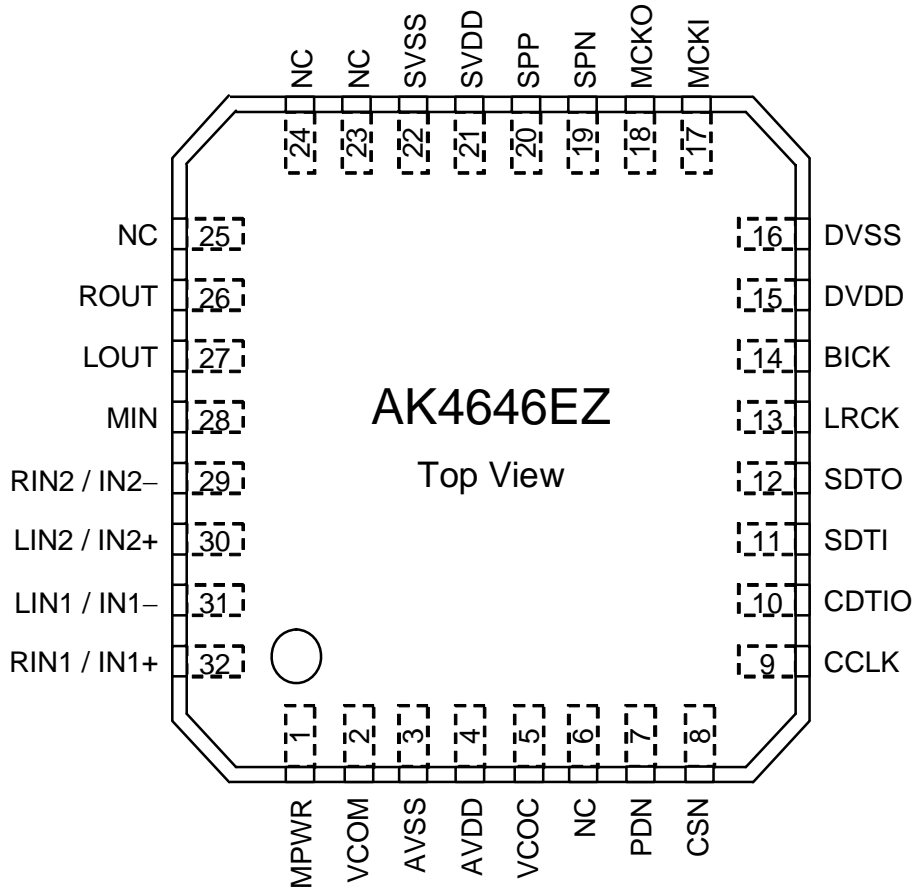 NC
NC
SVSS
SVDD
SPP
SPN
MCKO
MCKI
24
23
22
21
20
19
18
17
NC 25
ROUT 26
LOUT 27
MIN 28
RIN2 / IN2− 29
LIN2 / IN2+ 30
LIN1 / IN1− 31
RIN1 / IN1+ 32
AK4646EZ
Top View
16 DVSS
15 DVDD
14 BICK
13 LRCK
12 SDTO
11 SDTI
10 CDTIO
9 CCLK
1
2
3
4
5
6
7
8
MPWR
VCOM
AVSS
AVDD
VCOC
NC
PDN
CSN